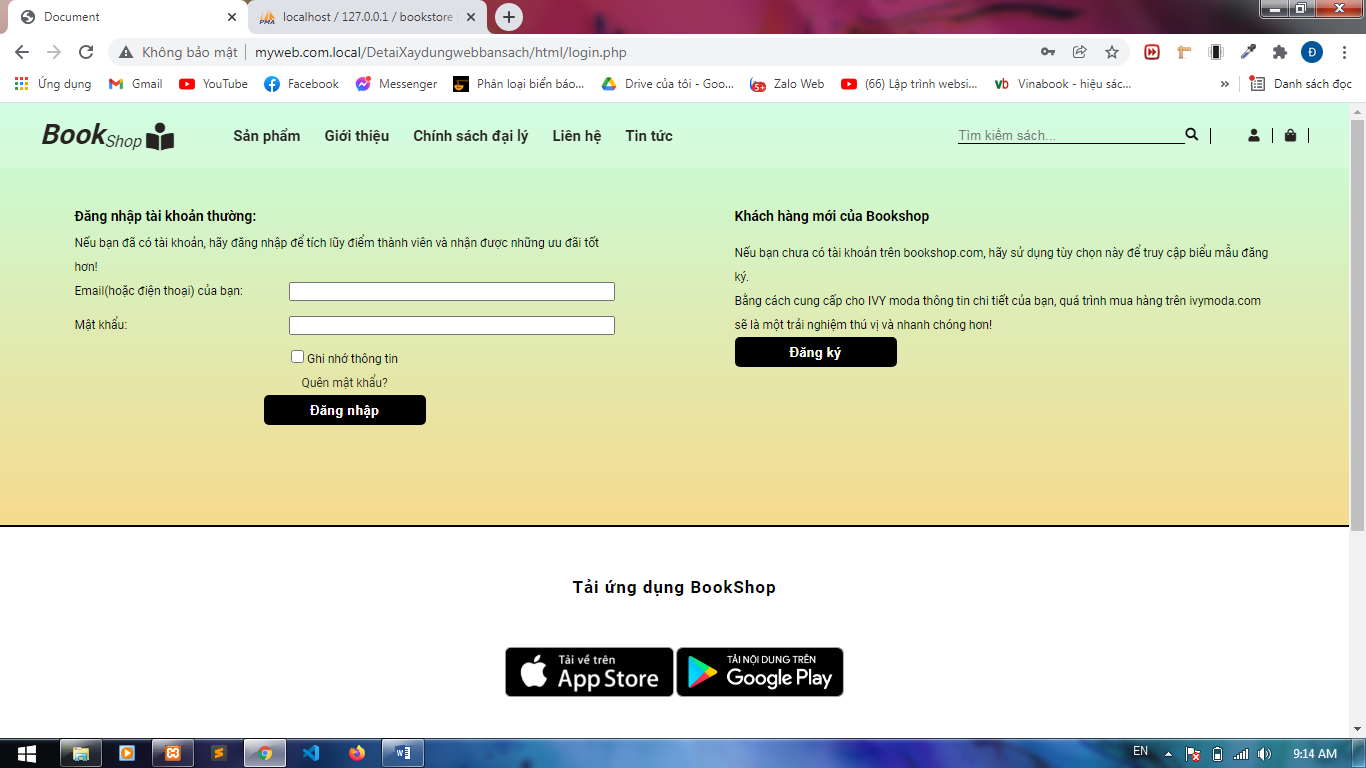 Document
PMA localhost / 127.0.0.1 / bookstore
Không bảo mật myweb.com.local/DetaiXaydungwebbansach/html/login.php Đ
Ứng dụng Gmail YouTube Facebook Messenger Phân loại biển báo... Drive của tôi - Goo... 5+ Zalo Web (66) Lập trình websi... vb Vinabook - hiệu sác... » Danh sách đọc
BookShop Sản phẩm Giới thiệu Chính sách đại lý Liên hệ Tin tức Tìm kiếm sách...
Đăng nhập tài khoản thường:
Nếu bạn đã có tài khoản, hãy đăng nhập để tích lũy điểm thành viên và nhận được những ưu đãi tốt
hơn!
Email(hoặc điện thoại) của bạn:
Mật khẩu:
Ghi nhớ thông tin
Quên mật khẩu?
Đăng nhập
Khách hàng mới của Bookshop
Nếu bạn chưa có tài khoản trên bookshop.com, hãy sử dụng tùy chọn này để truy cập biểu mẫu đăng
ký.
Bằng cách cung cấp cho IVY moda thông tin chi tiết của bạn, quá trình mua hàng trên ivymoda.com
sẽ là một trải nghiệm thú vị và nhanh chóng hơn!
Đăng ký
Tải ứng dụng BookShop
Tải về trên
App Store
TẢI NỘI DUNG TRÊN
Google Play
EN 9:14 AM